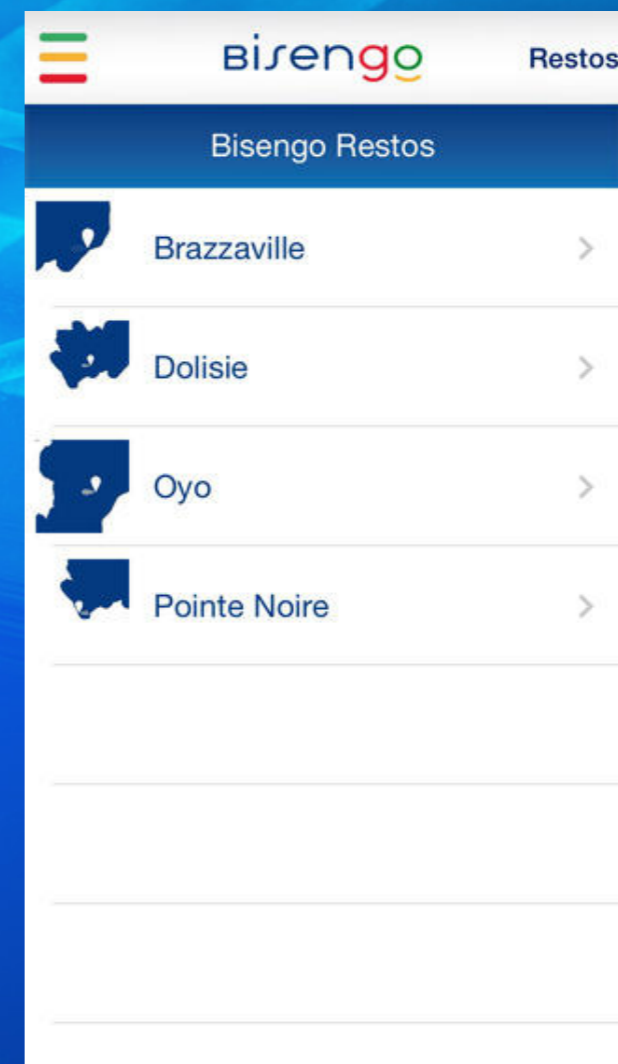 Bisengo
Restos
Bisengo Restos
Brazzaville
Dolisie
Oyo
Pointe Noire